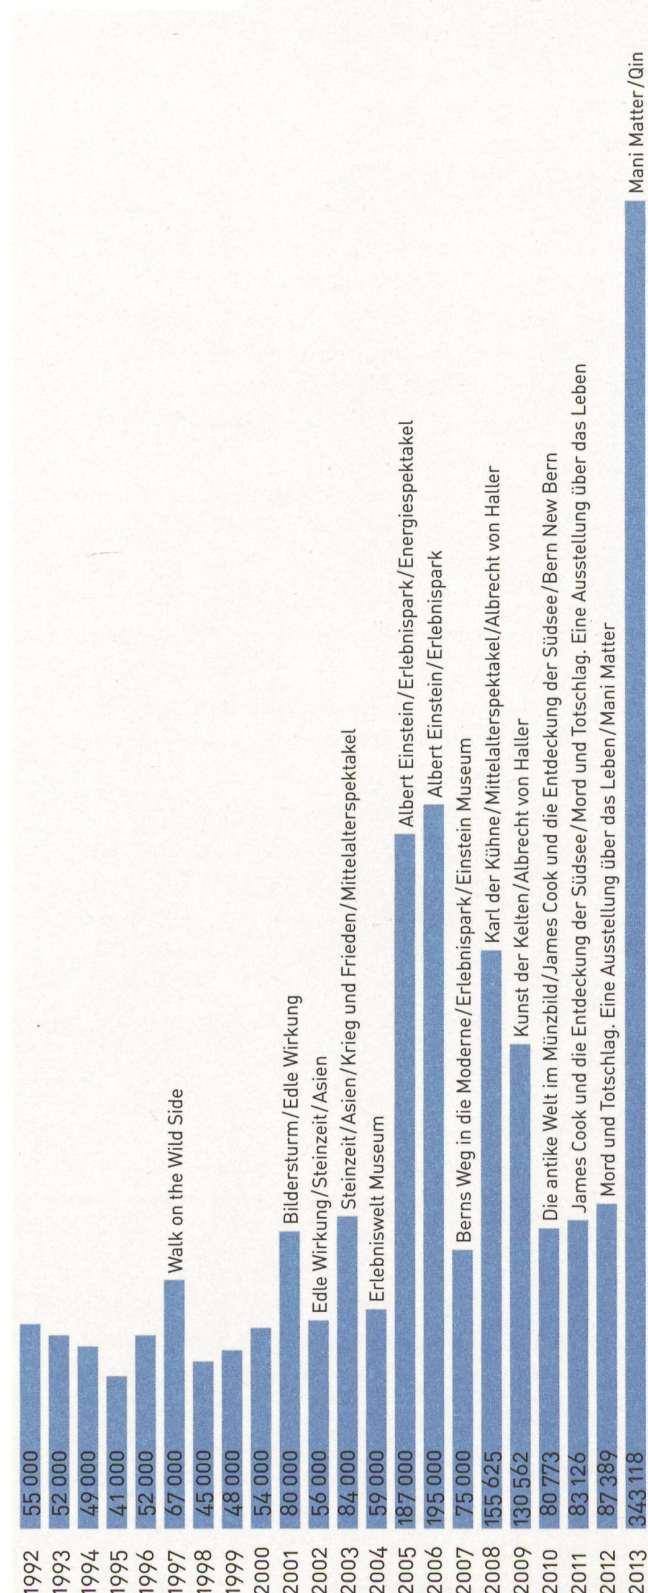 1992 55 000
1993 52 000
1994 49 000
1995 41 000
1996 52 000
1997 67 000 Walk on the Wild Side
1998 45 000
1999 48 000
2000 54 000
2001 80 000 Bildersturm/Edle Wirkung
2002 56 000 Edle Wirkung/Steinzeit/Asien
2003 84 000 Steinzeit/Asien/Krieg und Frieden/Mittelalterspektakel
2004 59 000 Erlebniswelt Museum
2005 187 000 Albert Einstein/Erlebnispark/Energiespektakel
2006 195 000 Albert Einstein/Erlebnispark
2007 75 000 Berns Weg in die Moderne/Erlebnispark/Einstein Museum
2008 155 625 Karl der Kühne/Mittelalterspektakel/Albrecht von Haller
2009 130 562 Kunst der Kelten/Albrecht von Haller
2010 80 773 Die antike Welt im Münzbild/James Cook und die Entdeckung der Südsee/Bern New Bern
2011 83 126 James Cook und die Entdeckung der Südsee/Mord und Totschlag. Eine Ausstellung über das Leben
2012 87 389 Mord und Totschlag. Eine Ausstellung über das Leben/Mani Matter
2013 343 118 Mani Matter/Qin